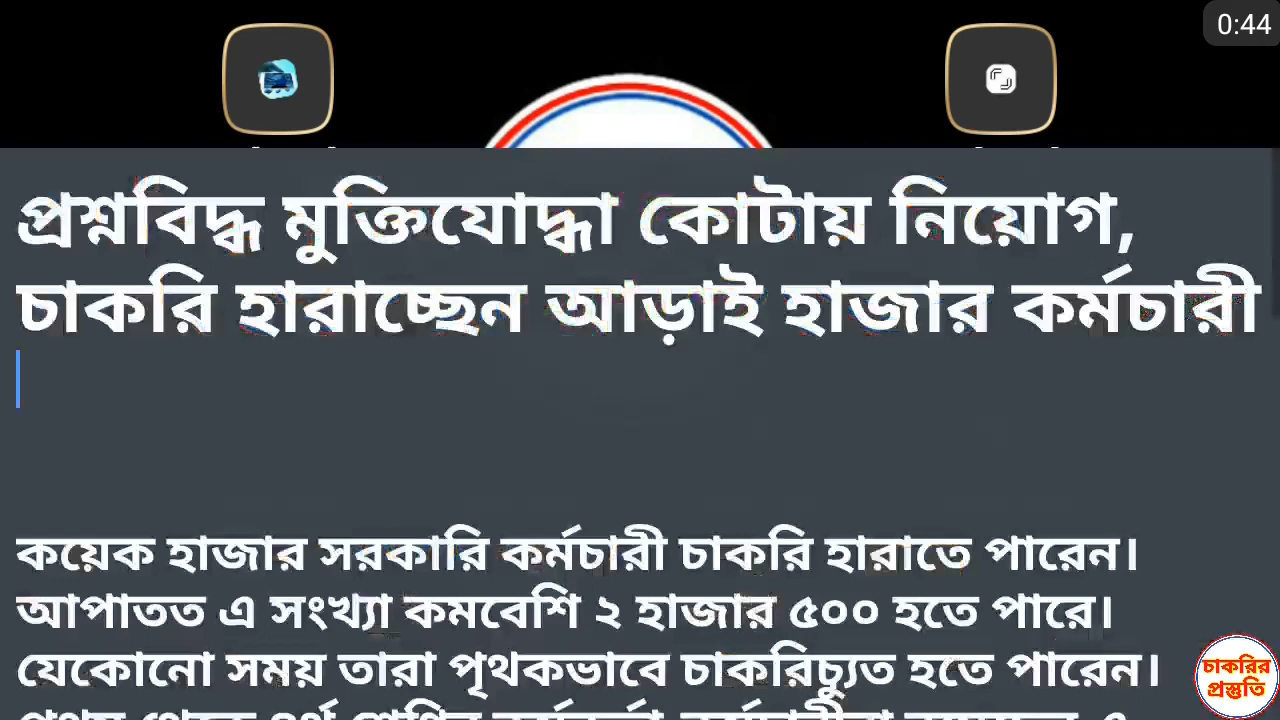 0:44
প্রশ্নবিদ্ধ মুক্তিযোদ্ধা কোটায় নিয়োগ,
চাকরি হারাচ্ছেন আড়াই হাজার কর্মচারী
কয়েক হাজার সরকারি কর্মচারী চাকরি হারাতে পারেন।
আপাতত এ সংখ্যা কমবেশি ২ হাজার ৫০০ হতে পারে।
যেকোনো সময় তারা পৃথকভাবে চাকরিচ্যুত হতে পারেন।
চাকরির
প্রস্তুতি